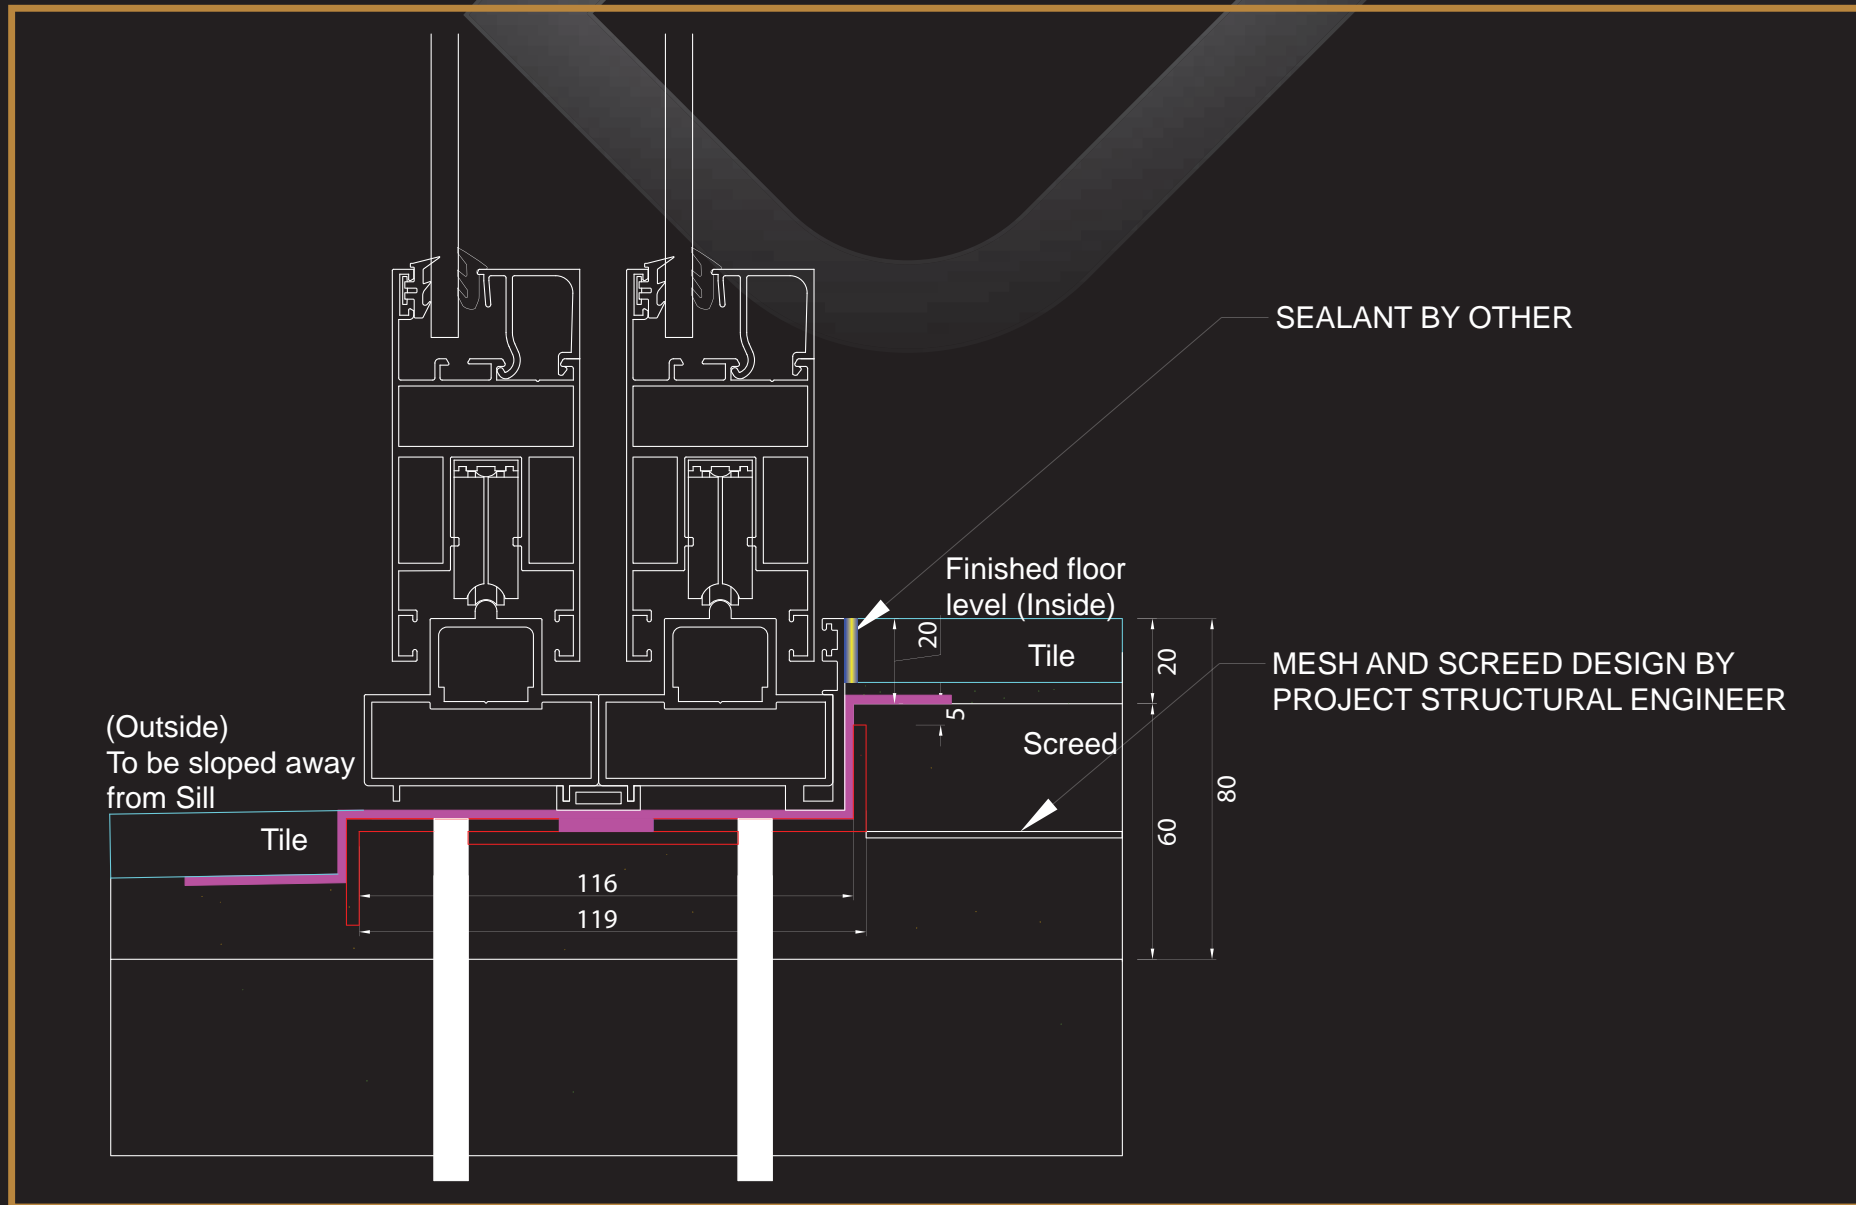 SEALANT BY OTHER
Finished floor
level (Inside)
20
Tile
20
MESH AND SCREED DESIGN BY
PROJECT STRUCTURAL ENGINEER
5
(Outside)
To be sloped away
from Sill
Screed
80
60
Tile
116
119